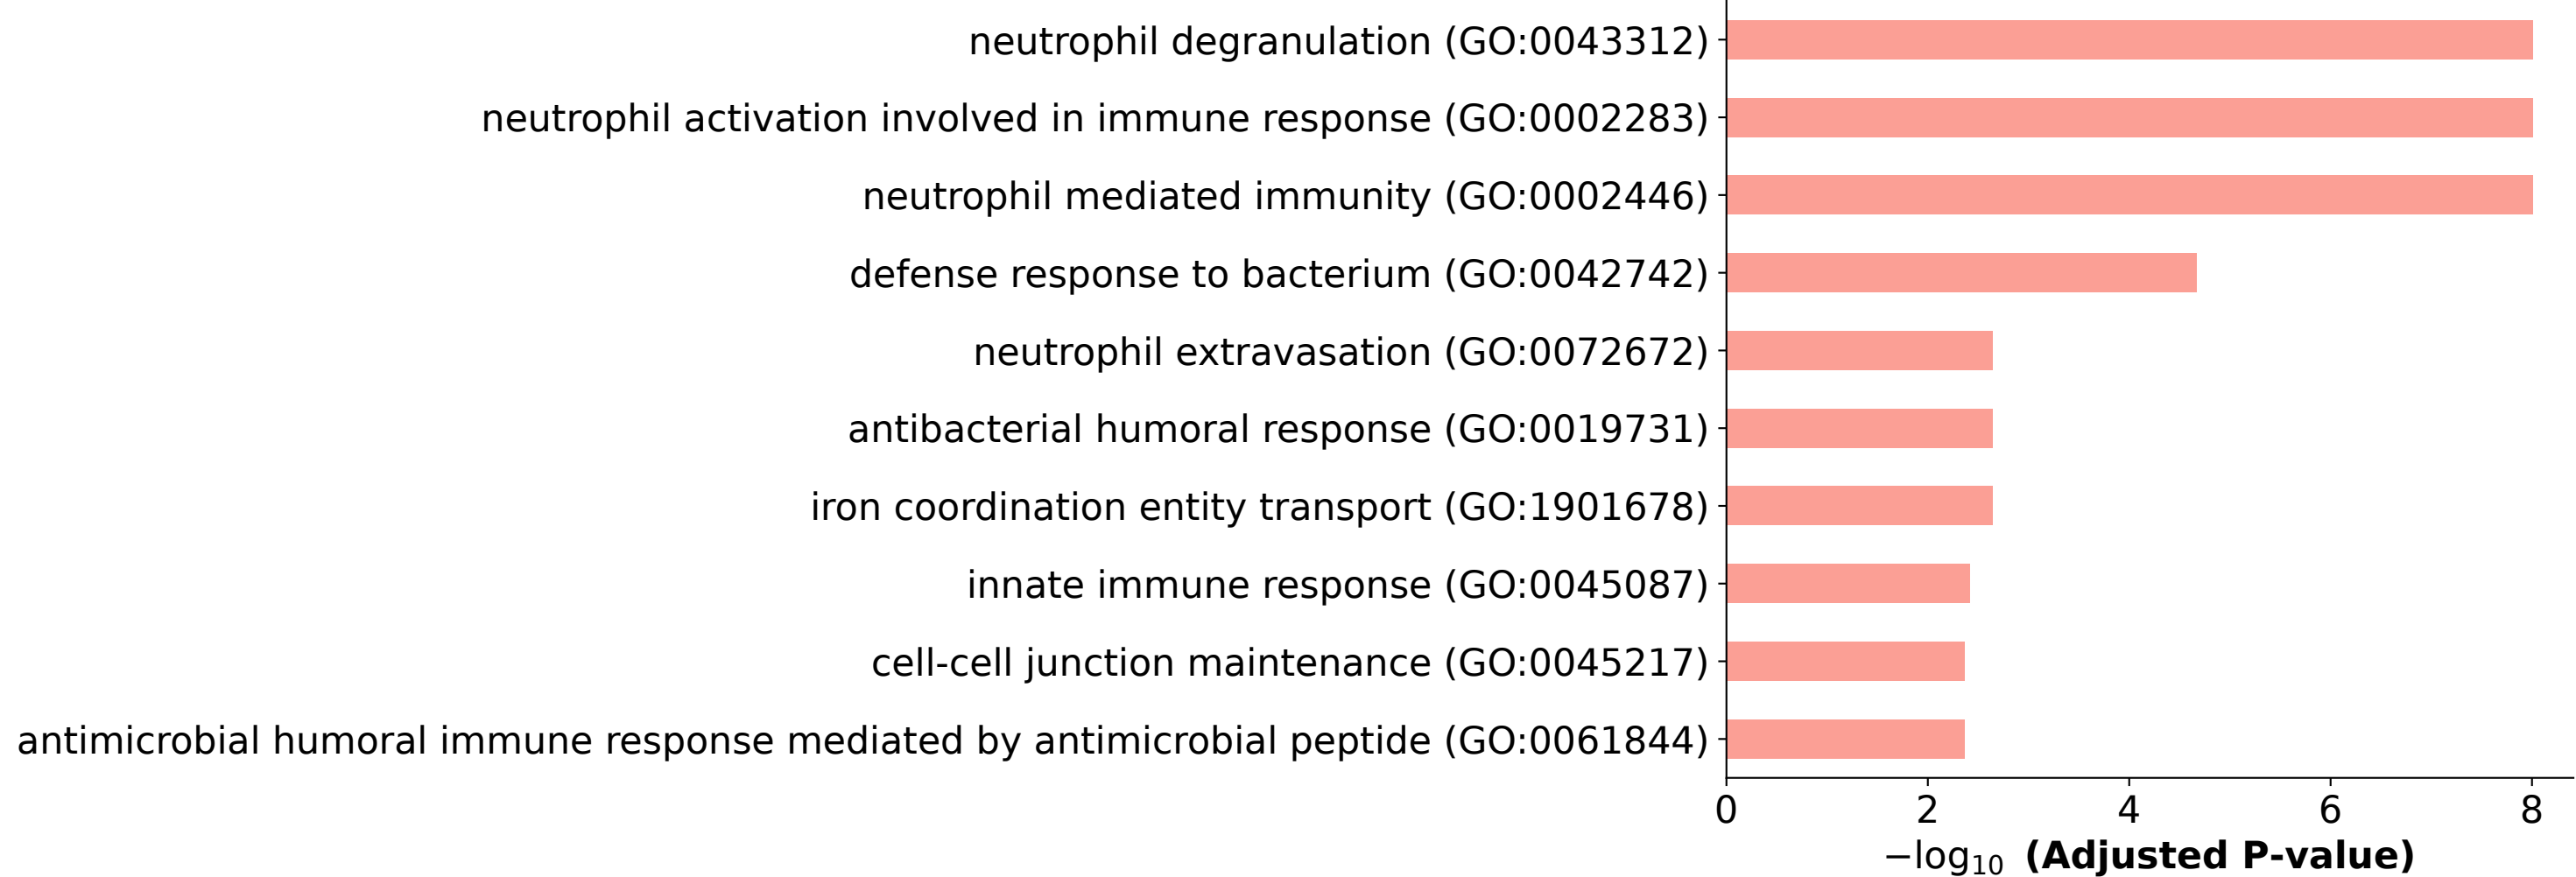 neutrophil degranulation (GO:0043312)
neutrophil activation involved in immune response (GO:0002283)
neutrophil mediated immunity (GO:0002446)
defense response to bacterium (GO:0042742)
neutrophil extravasation (GO:0072672)
antibacterial humoral response (GO:0019731)
iron coordination entity transport (GO:1901678)
innate immune response (GO:0045087)
cell-cell junction maintenance (GO:0045217)
antimicrobial humoral immune response mediated by antimicrobial peptide (GO:0061844)
0 2 4 6 8
−log₁₀ (Adjusted P-value)